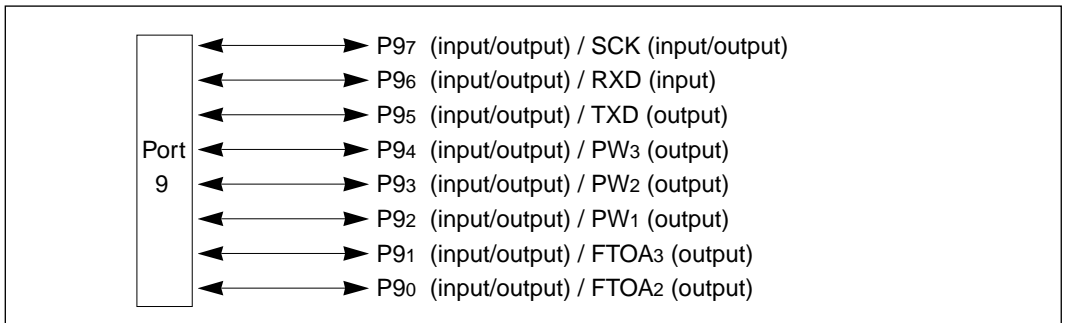 P97 (input/output) / SCK (input/output)
P96 (input/output) / RXD (input)
P95 (input/output) / TXD (output)
Port 9
P94 (input/output) / PW3 (output)
P93 (input/output) / PW2 (output)
P92 (input/output) / PW1 (output)
P91 (input/output) / FTOA3 (output)
P90 (input/output) / FTOA2 (output)